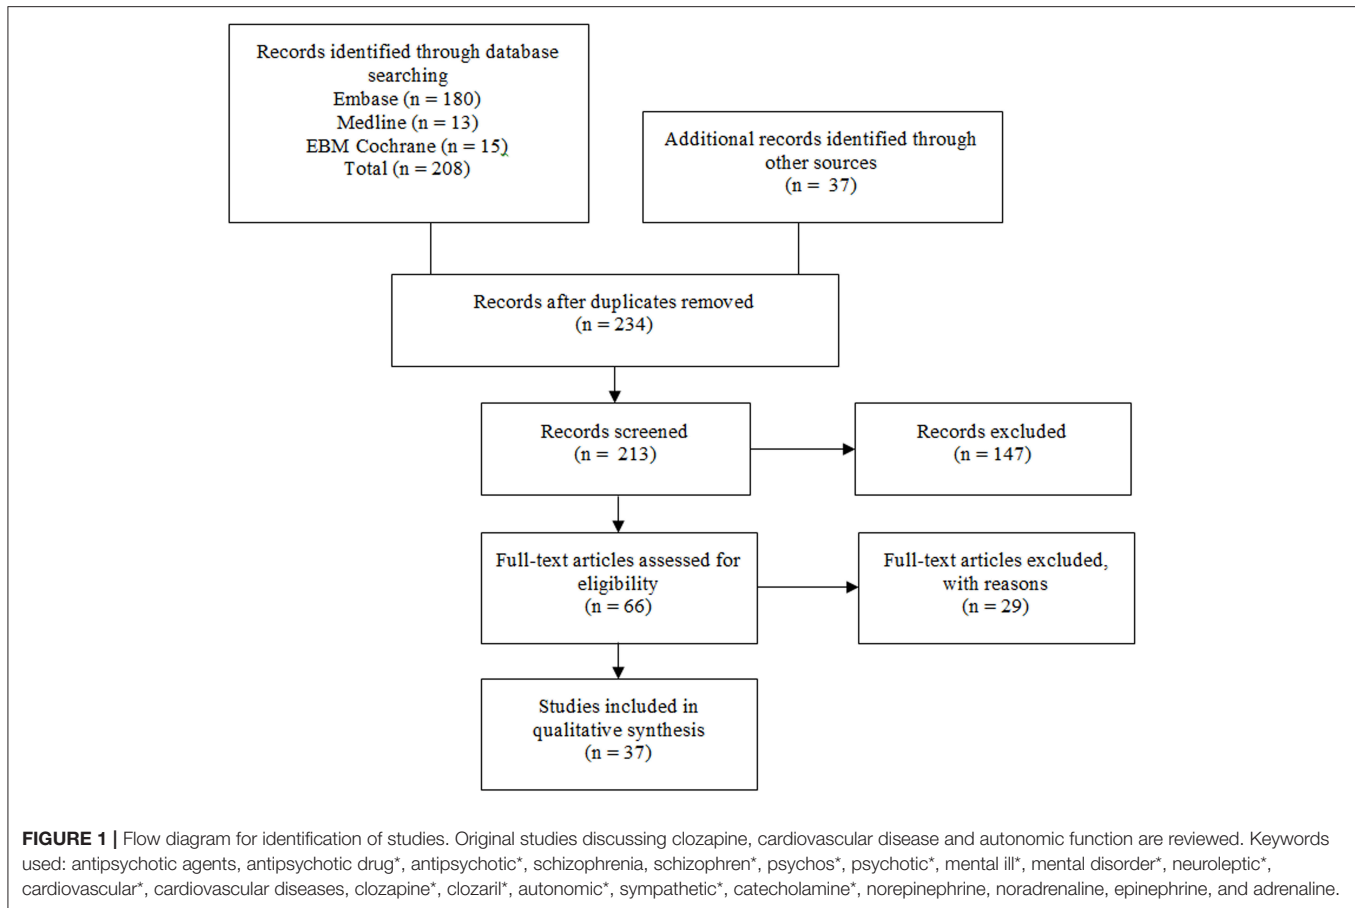 Records identified through database
searching
Embase (n = 180)
Medline (n = 13)
EBM Cochrane (n = 15)
Total (n = 208)
Additional records identified through
other sources
(n = 37)
Records after duplicates removed
(n = 234)
Records screened
(n = 213)
Records excluded
(n = 147)
Full-text articles assessed for
eligibility
(n = 66)
Full-text articles excluded,
with reasons
(n = 29)
Studies included in
qualitative synthesis
(n = 37)
FIGURE 1 | Flow diagram for identification of studies. Original studies discussing clozapine, cardiovascular disease and autonomic function are reviewed. Keywords
used: antipsychotic agents, antipsychotic drug*, antipsychotic*, schizophrenia, schizophren*, psychos*, psychotic*, mental ill*, mental disorder*, neuroleptic*,
cardiovascular*, cardiovascular diseases, clozapine*, clozaril*, autonomic*, sympathetic*, catecholamine*, norepinephrine, noradrenaline, epinephrine, and adrenaline.